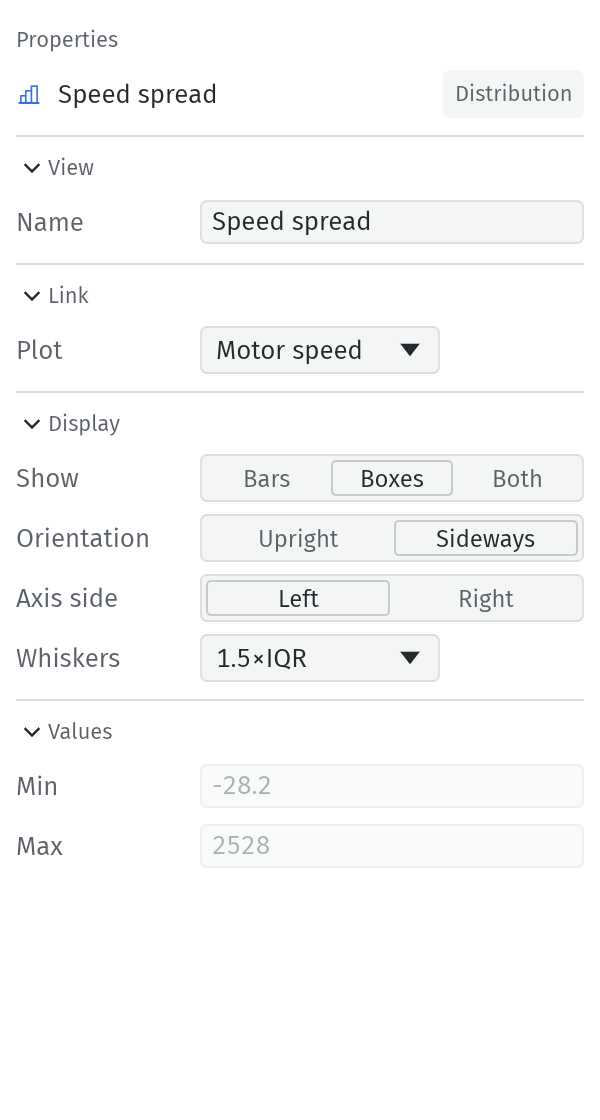 Properties
Speed spread Distribution
View
Name Speed spread
Link
Plot Motor speed
Display
Show Bars Boxes Both
Orientation Upright Sideways
Axis side Left Right
Whiskers 1.5×IQR
Values
Min -28.2
Max 2528